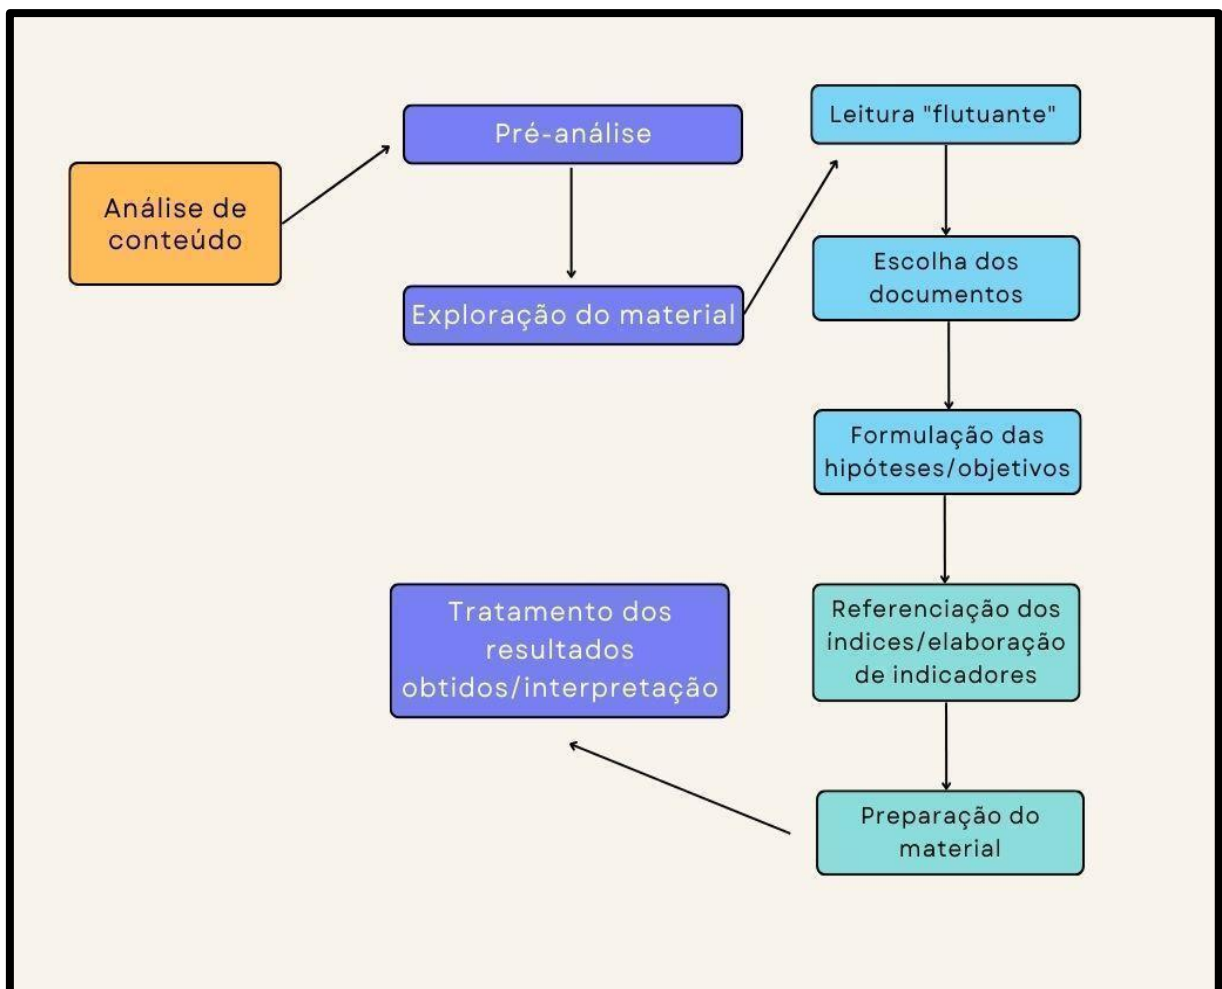 Análise de
conteúdo
Pré-análise
Exploração do material
Leitura "flutuante"
Escolha dos
documentos
Formulação das
hipóteses/objetivos
Referenciação dos
índices/elaboração
de indicadores
Preparação do
material
Tratamento dos
resultados
obtidos/interpretação